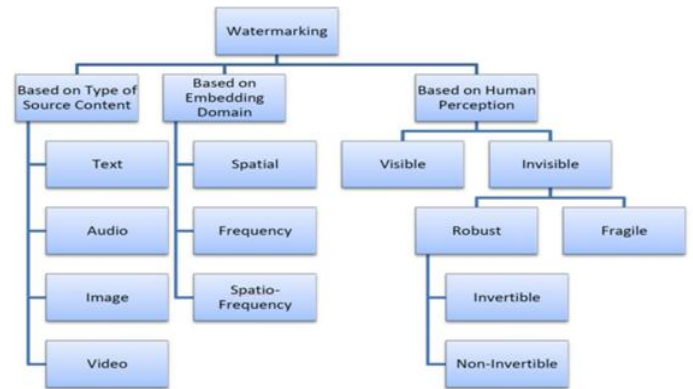 Watermarking
Based on Type of
Source Content
Based on
Embedding
Domain
Based on Human
Perception
Text
Spatial
Visible
Invisible
Audio
Frequency
Robust
Fragile
Image
Spatio-
Frequency
Invertible
Video
Non-Invertible